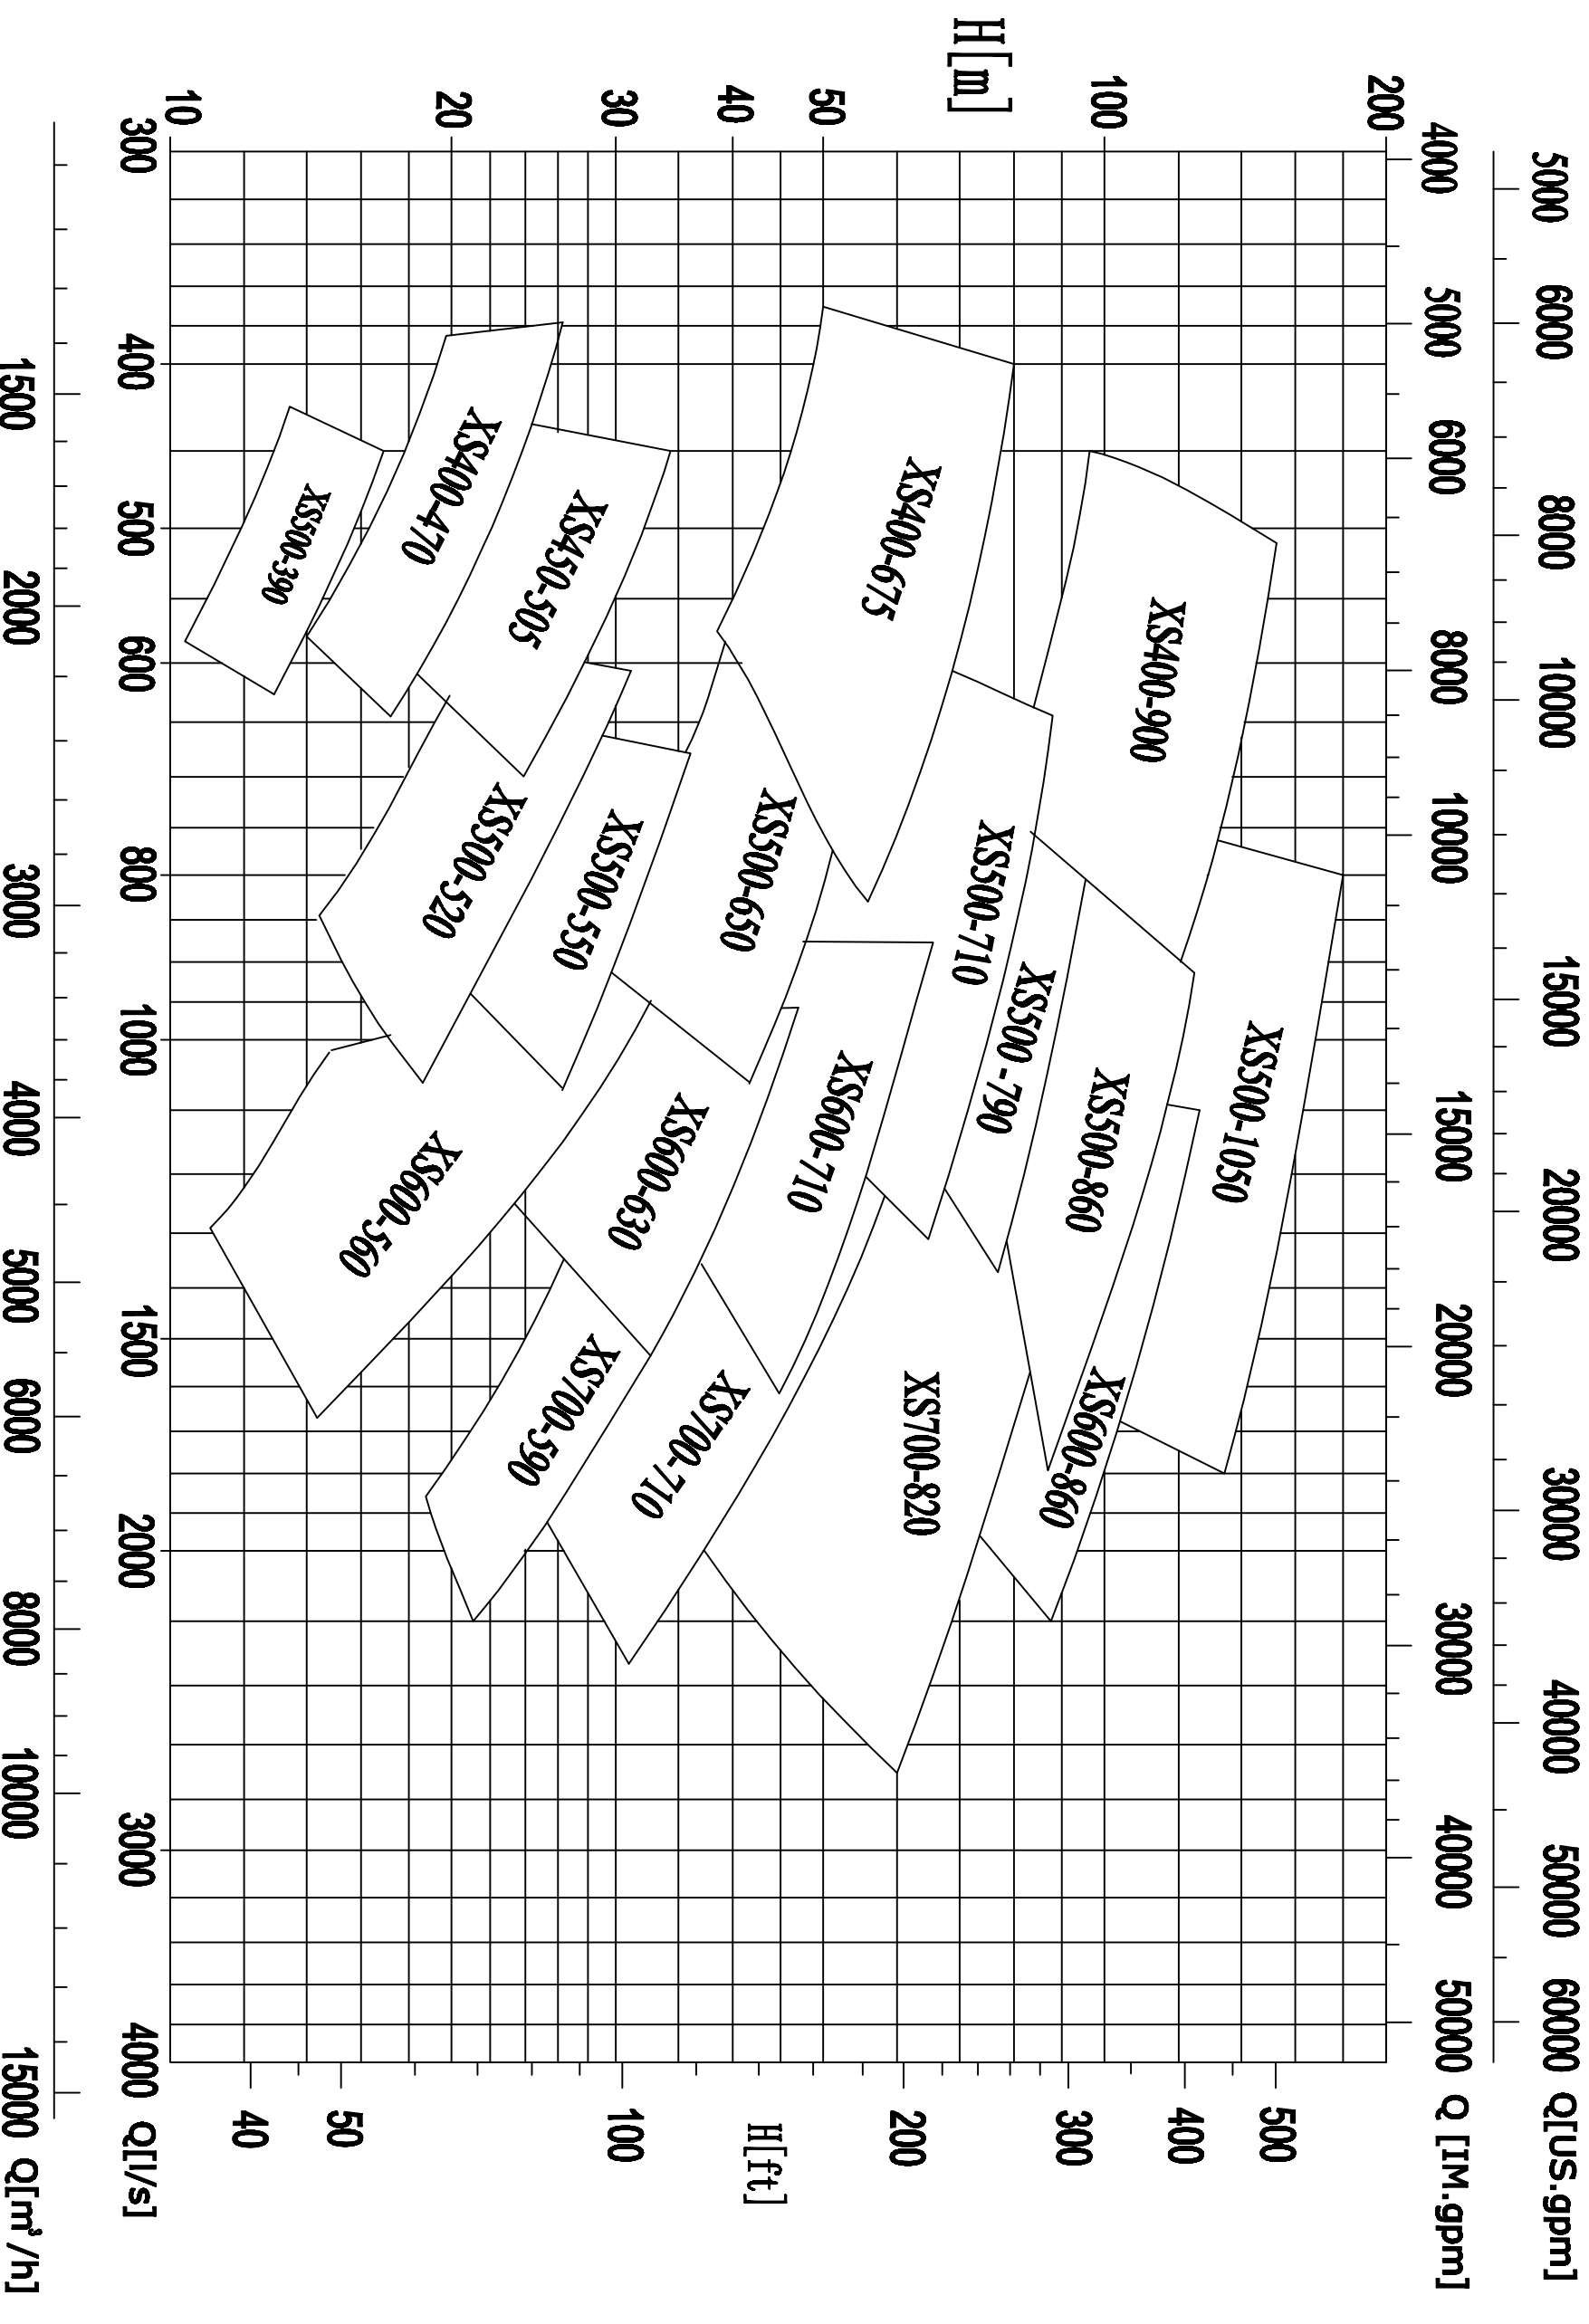 5000 6000 8000 10000 15000 20000 30000 40000 50000 60000 Q[US.gpm]
4000 5000 6000 8000 10000 15000 20000 30000 40000 50000 Q [IM.gpm]
H[m]
200
100
50
40
30
20
10
500
400
300
200
H[ft]
100
50
40
XS400-900
XS500-1050
XS400-675
XS500-710
XS500-790
XS500-860
XS600-860
XS500-650
XS600-710
XS700-820
XS450-505
XS500-550
XS600-630
XS700-710
XS400-470
XS500-520
XS700-590
XS500-390
XS600-560
300 400 500 600 800 1000 1500 2000 3000 4000 Q[l/s]
1500 2000 3000 4000 5000 6000 8000 10000 15000 Q[m³/h]